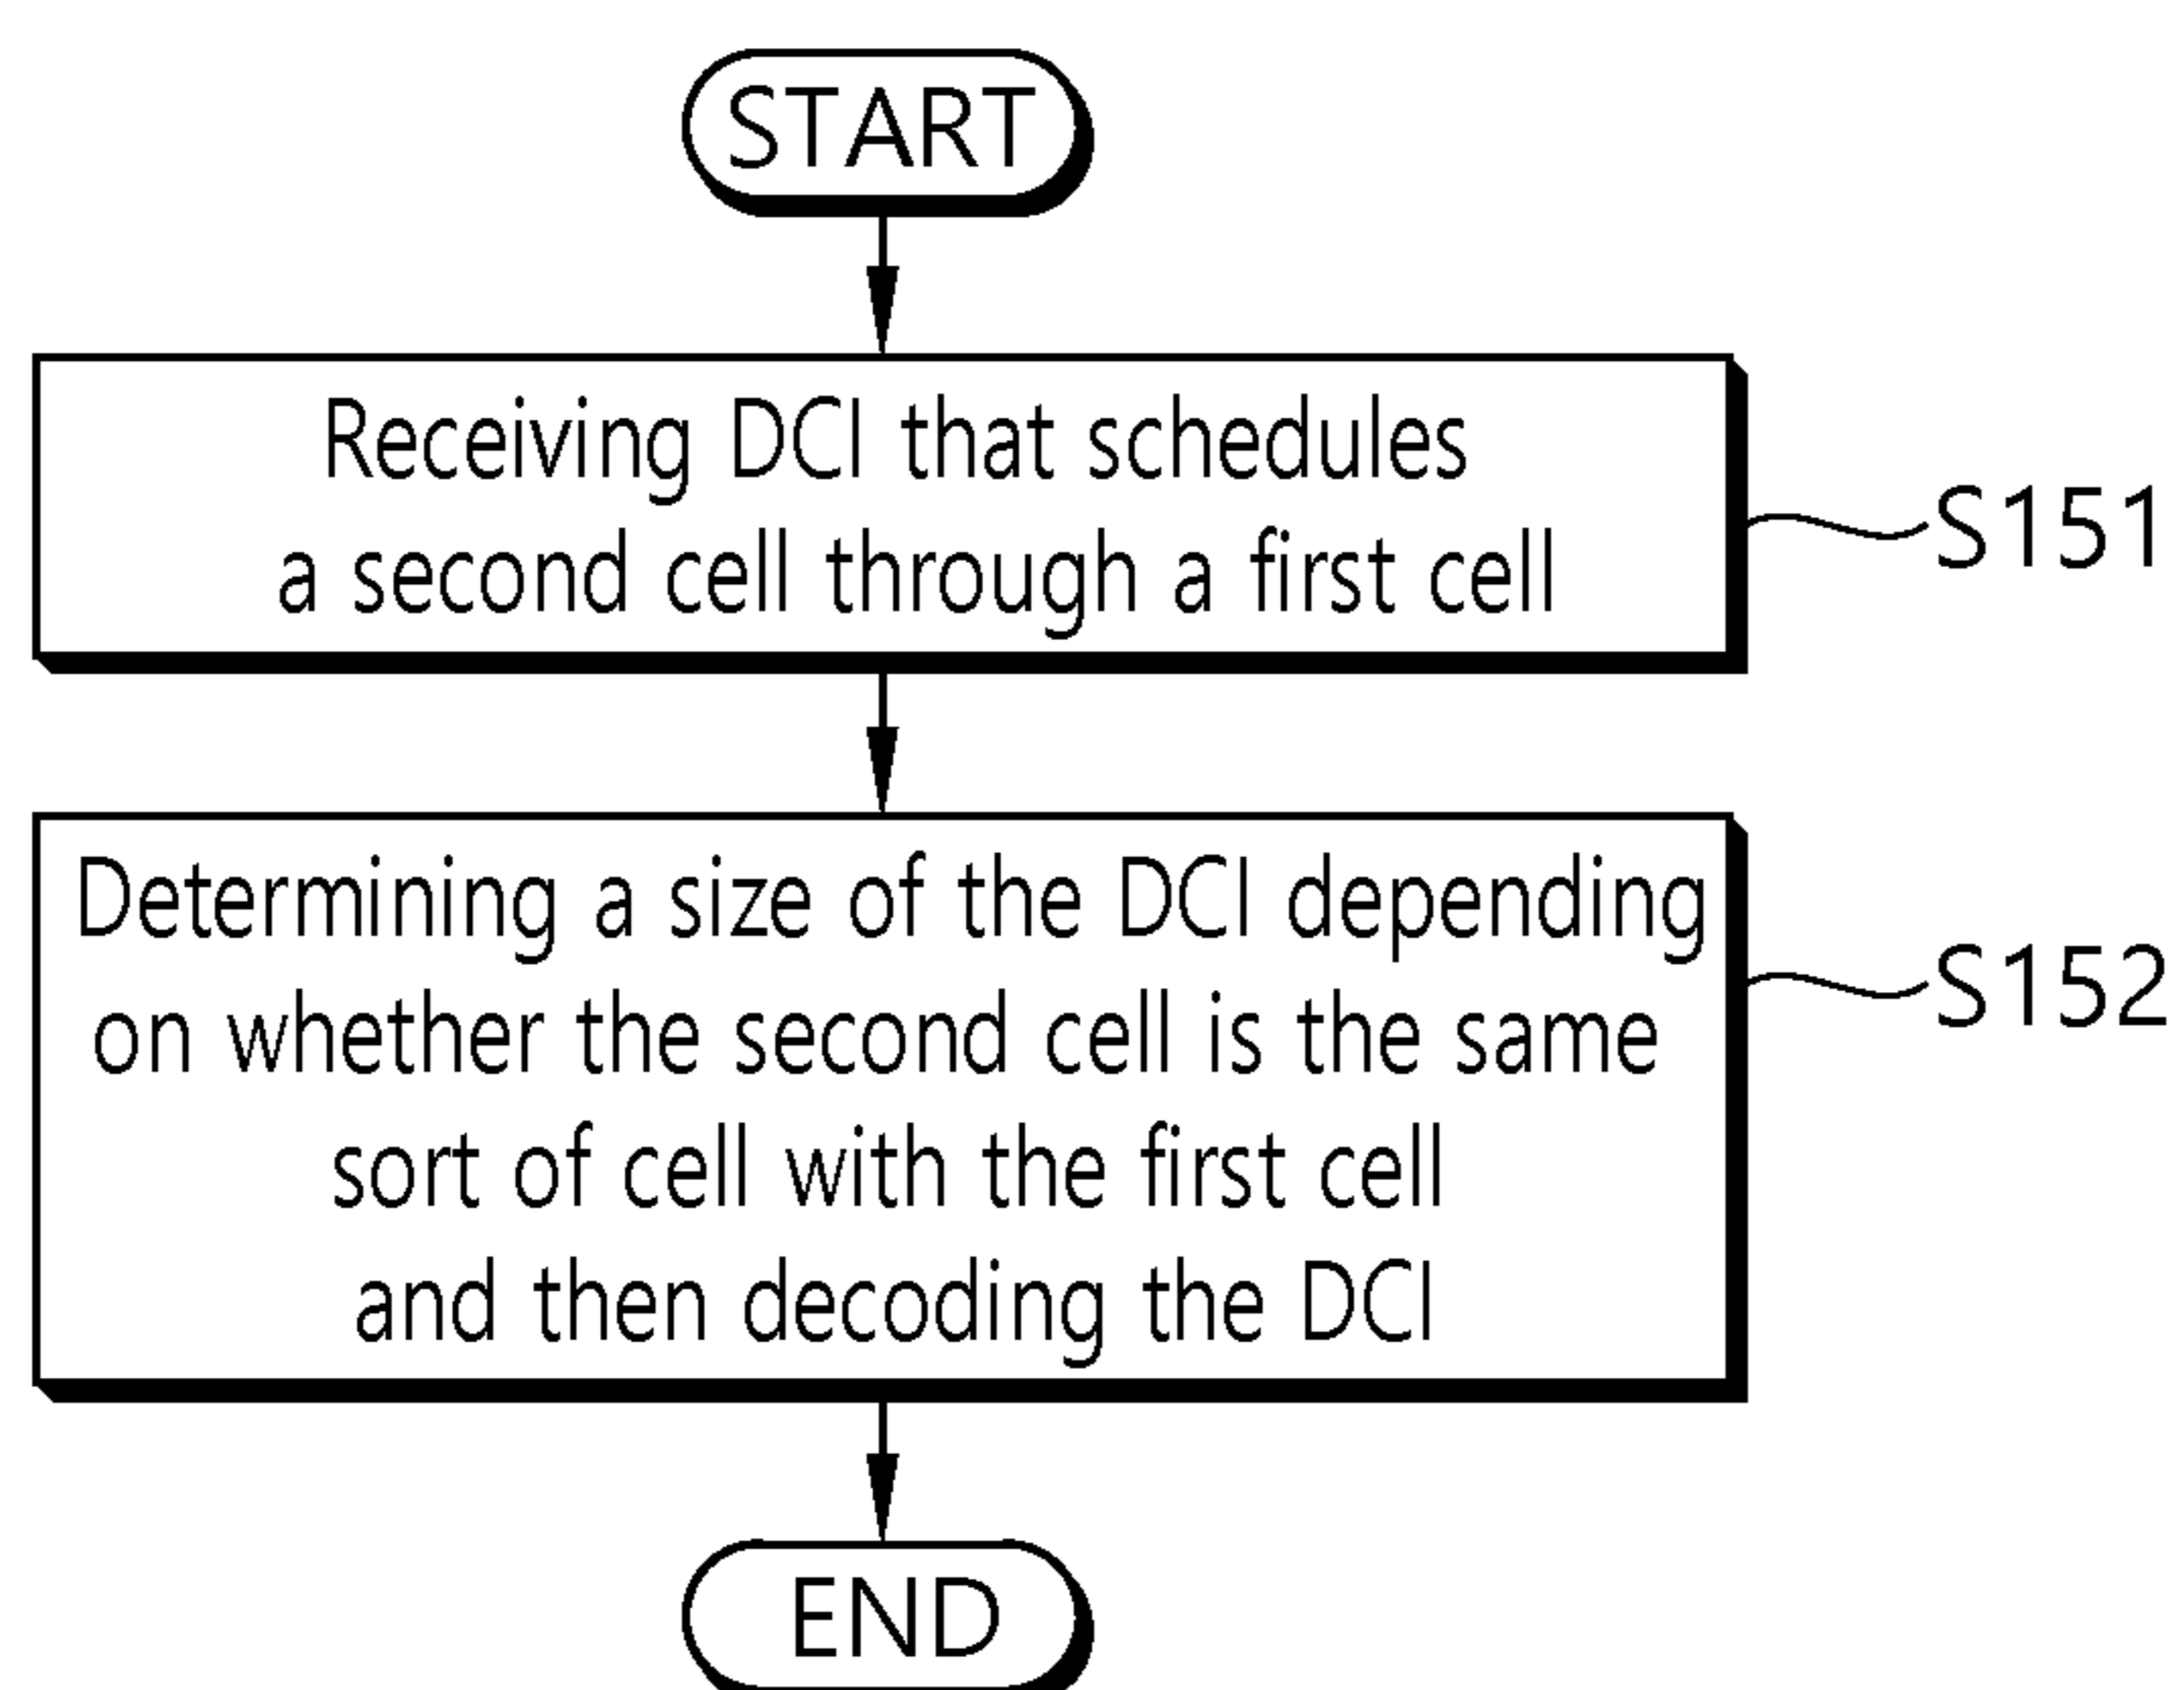 START
Receiving DCI that schedules
a second cell through a first cell
S151
Determining a size of the DCI depending
on whether the second cell is the same
sort of cell with the first cell
and then decoding the DCI
S152
END